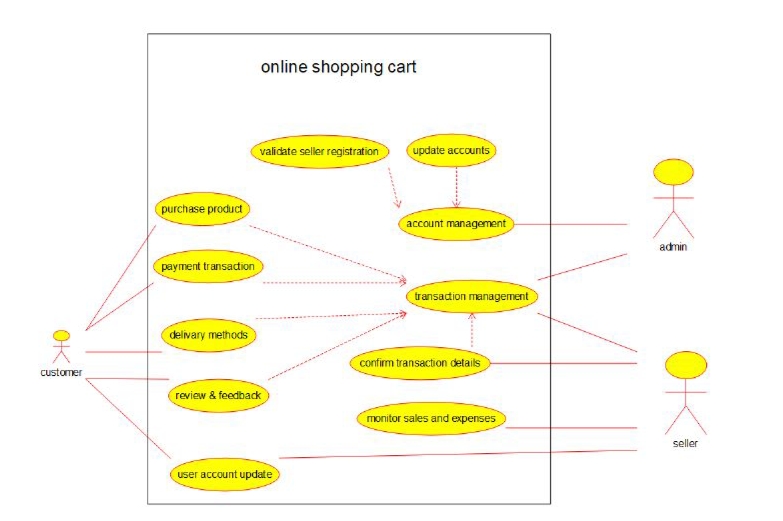 online shopping cart
validate seller registration
update accounts
purchase product
account management
admin
payment transaction
transaction management
delivary methods
customer
confirm transaction details
review & feedback
monitor sales and expenses
seller
user account update